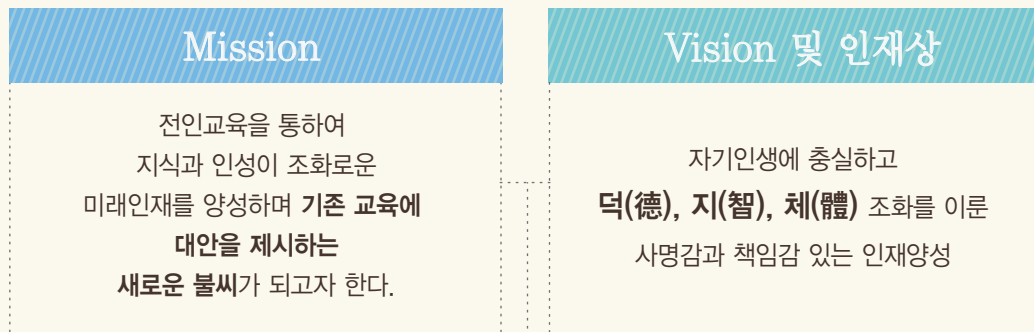 Mission
전인교육을 통하여
지식과 인성이 조화로운
미래인재를 양성하며 기존 교육에
대안을 제시하는
새로운 불씨가 되고자 한다.
Vision 및 인재상
자기인생에 충실하고
덕(德), 지(智), 체(體) 조화를 이룬
사명감과 책임감 있는 인재양성